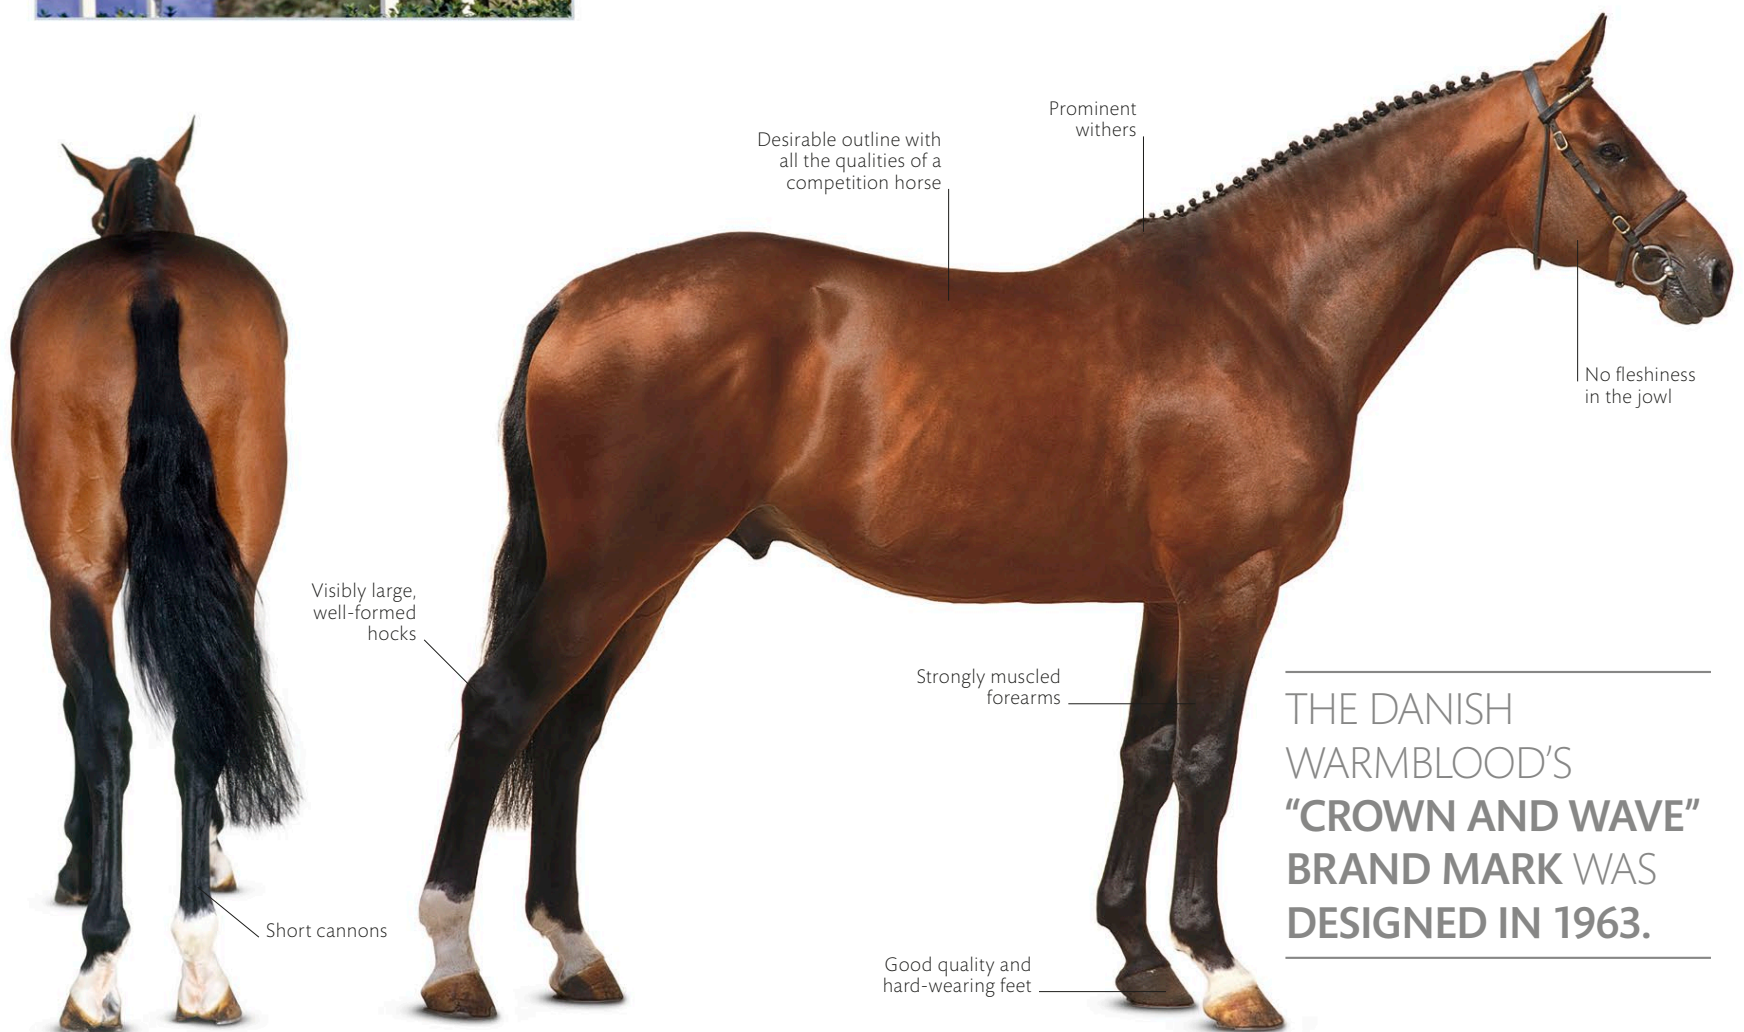 Prominent
withers
Desirable outline with
all the qualities of a
competition horse
No fleshiness
in the jowl
Visibly large,
well-formed
hocks
Strongly muscled
forearms
THE DANISH
WARMBLOOD’S
“CROWN AND WAVE”
BRAND MARK WAS
DESIGNED IN 1963.
Short cannons
Good quality and
hard-wearing feet